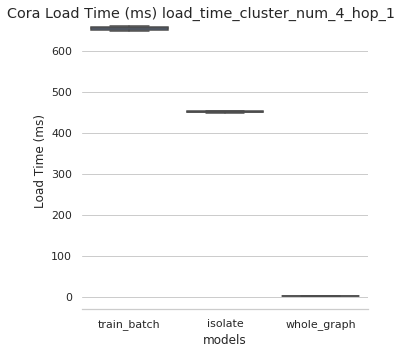 Cora Load Time (ms) load_time_cluster_num_4_hop_1
600
500
400
300
200
100
0
Load Time (ms)
train_batch
isolate
whole_graph
models